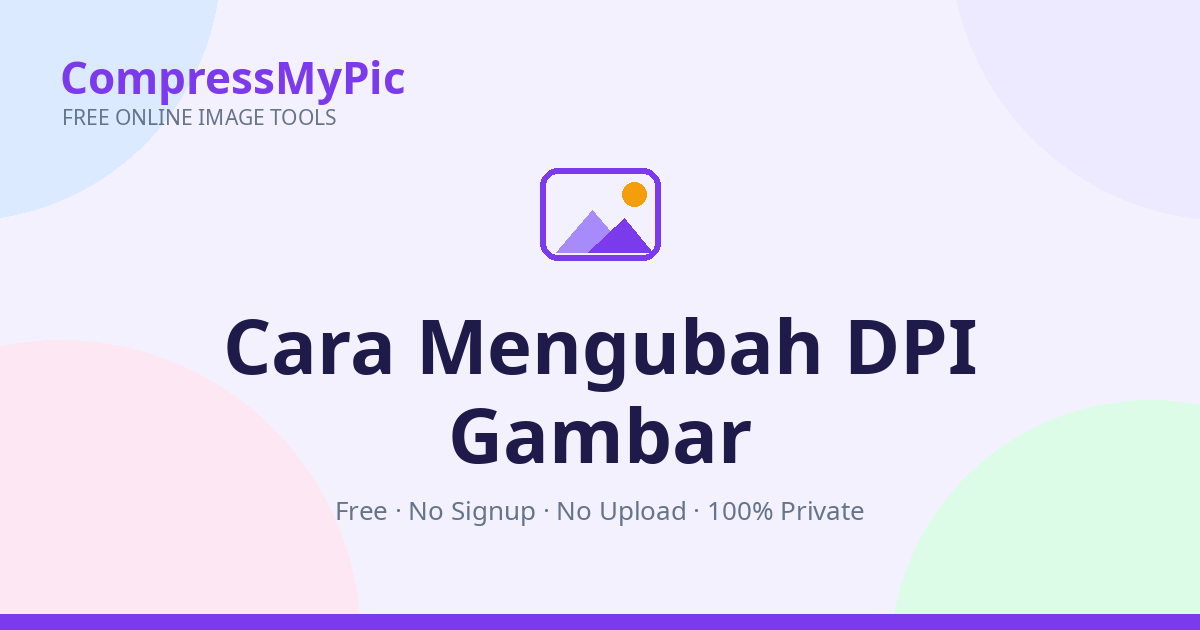 CompressMyPic
FREE ONLINE IMAGE TOOLS
Cara Mengubah DPI
Gambar
Free · No Signup · No Upload · 100% Private